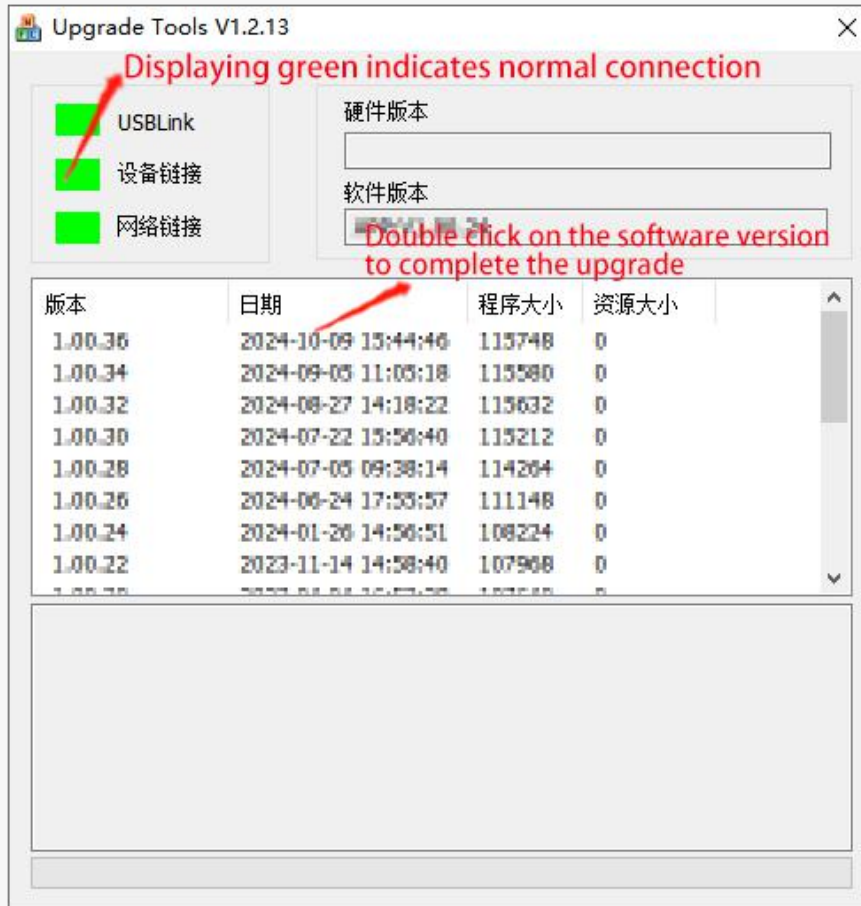 Upgrade Tools V1.2.13
Displaying green indicates normal connection
USBLink
设备链接
网络链接
硬件版本
软件版本
Double click on the software version
to complete the upgrade
版本 日期 程序大小 资源大小
1.00.36 2024-10-09 15:44:46 115748 0
1.00.34 2024-09-05 11:05:18 115580 0
1.00.32 2024-08-27 14:18:22 115632 0
1.00.30 2024-07-22 15:56:40 115212 0
1.00.28 2024-07-05 09:38:14 114264 0
1.00.26 2024-06-24 17:55:57 111148 0
1.00.24 2024-01-26 14:56:51 108224 0
1.00.22 2023-11-14 14:58:40 107968 0